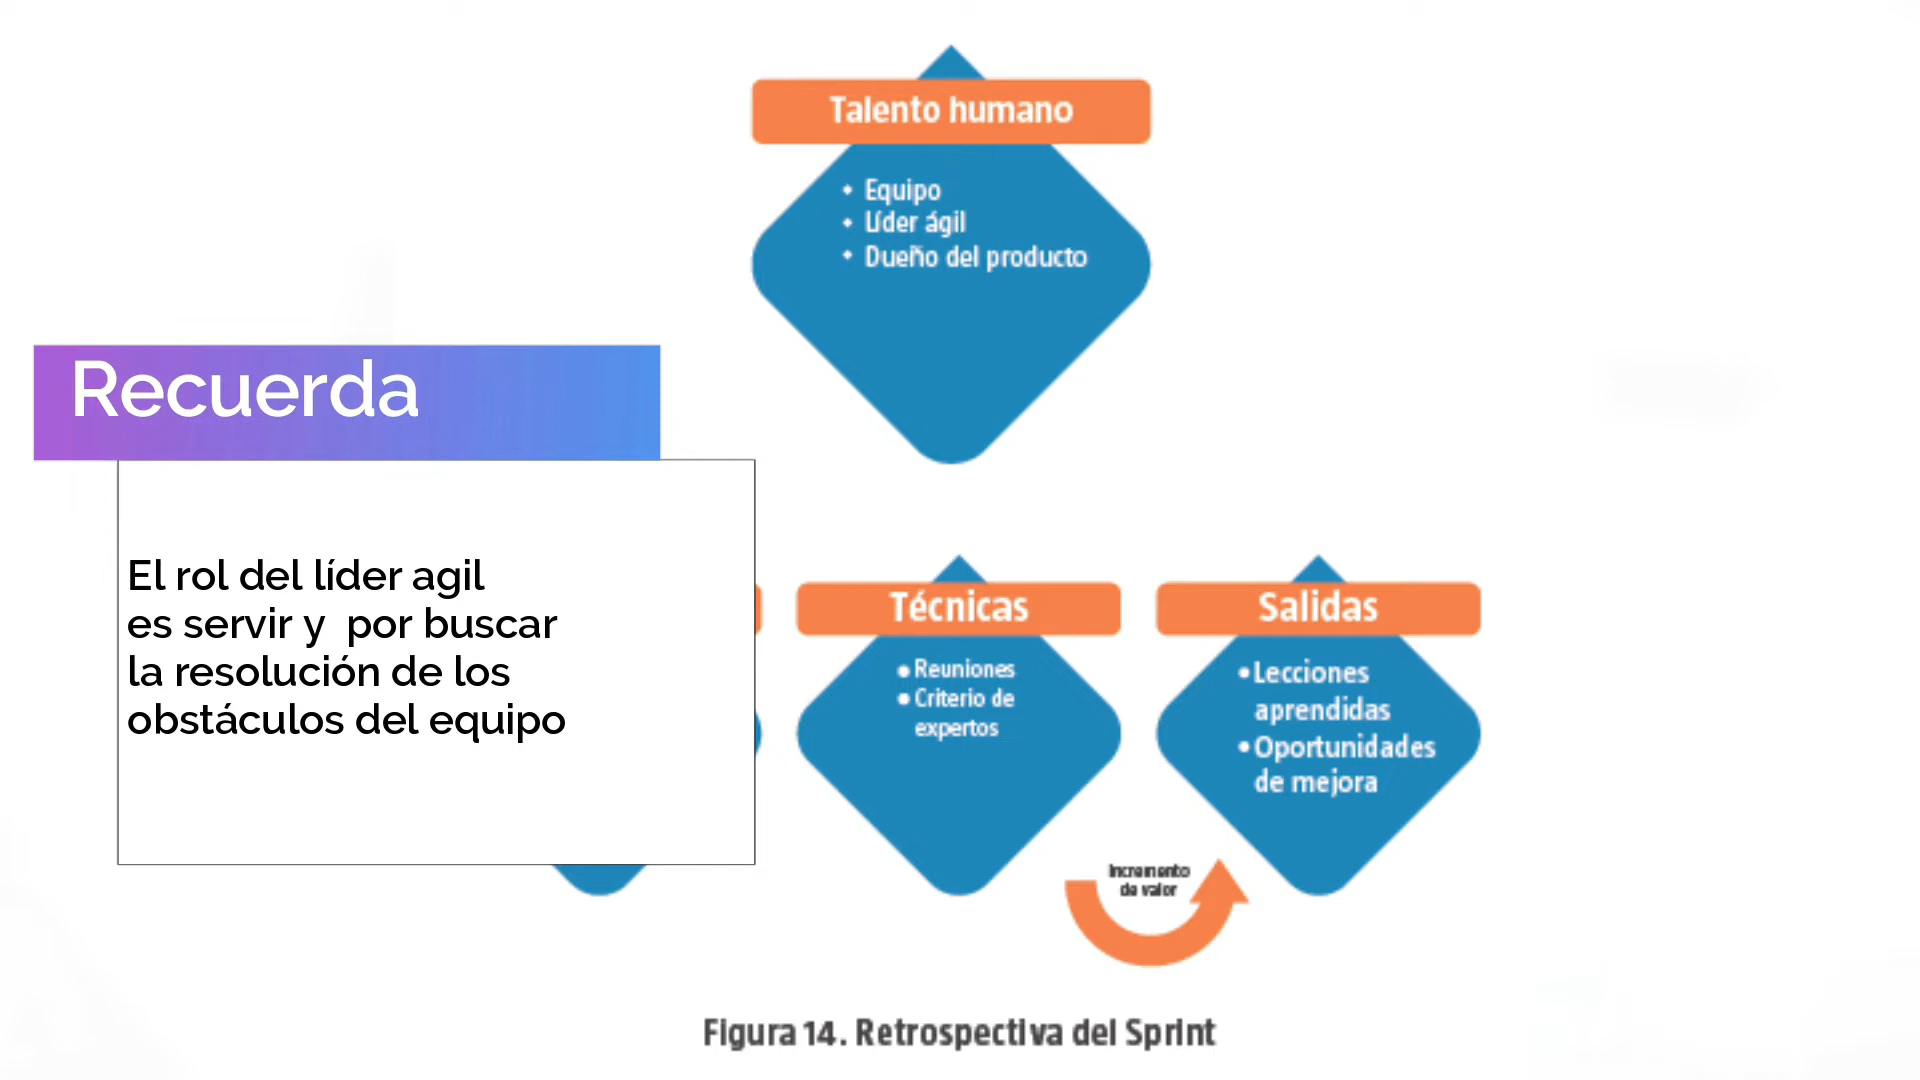 Talento humano
• Equipo
• Líder ágil
• Dueño del producto
Recuerda
El rol del líder agil
es servir y  por buscar
la resolución de los
obstáculos del equipo
Técnicas
• Reuniones
• Criterio de
expertos
Salidas
• Lecciones
aprendidas
• Oportunidades
de mejora
Incremento
de valor
Figura 14. Retrospectiva del Sprint